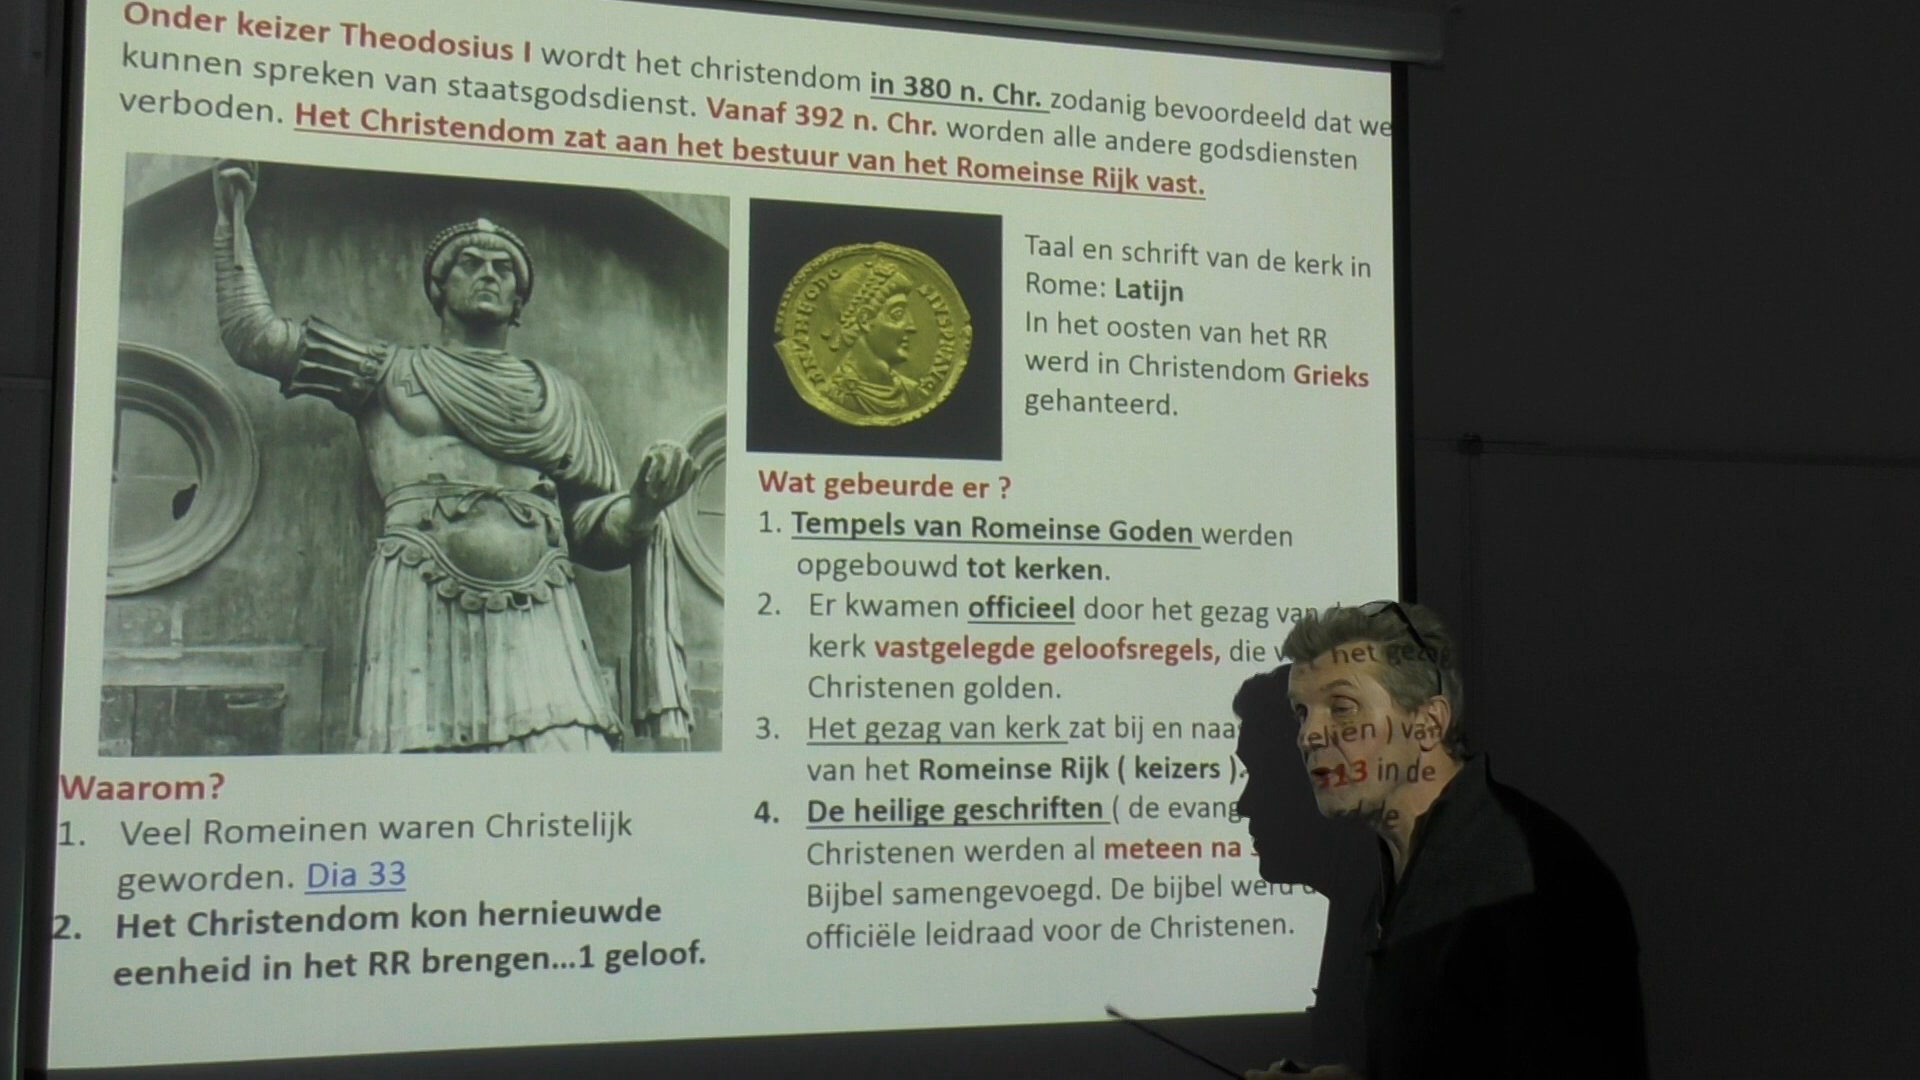 Onder keizer Theodosius I wordt het christendom in 380 n. Chr. zodanig bevoordeeld dat we
kunnen spreken van staatsgodsdienst. Vanaf 392 n. Chr. worden alle andere godsdiensten
verboden. Het Christendom zat aan het bestuur van het Romeinse Rijk vast.
Taal en schrift van de kerk in
Rome: Latijn
In het oosten van het RR
werd in Christendom Grieks
gehanteerd.
Wat gebeurde er ?
1. Tempels van Romeinse Goden werden
opgebouwd tot kerken.
2. Er kwamen officieel door het gezag van
kerk vastgelegde geloofsregels, die het gezag
Christenen golden.
3. Het gezag van kerk zat bij en
eliën ) van
van het Romeinse Rijk ( keizers ).
313 in de
4. De heilige geschriften ( de evang
Christenen werden al meteen na
Bijbel samengevoegd. De bijbel werd
officiële leidraad voor de Christenen.
Waarom?
1. Veel Romeinen waren Christelijk
geworden. Dia 33
2. Het Christendom kon hernieuwde
eenheid in het RR brengen...1 geloof.